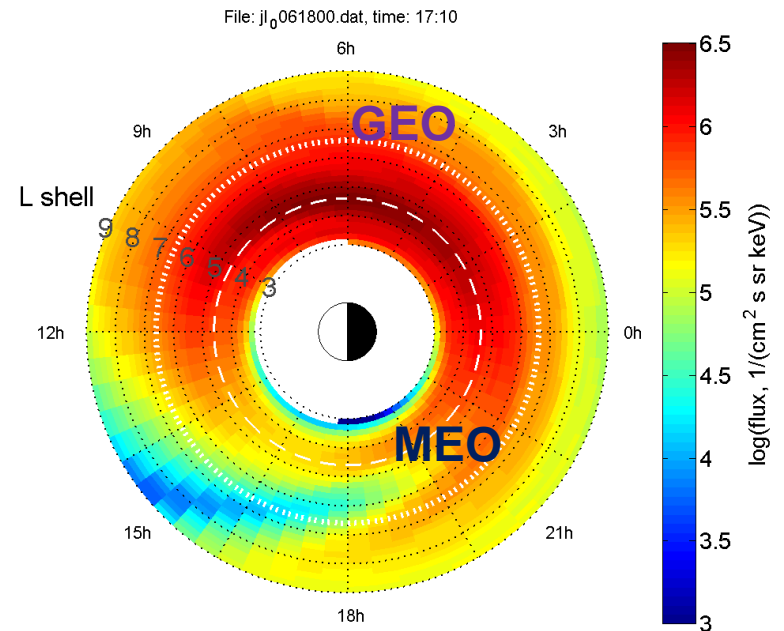 File: jI₀061800.dat, time: 17:10
6h
GEO
9h
3h
L shell
9 8 7 6 5 4 3
12h
0h
MEO
15h
21h
18h
6.5
6
5.5
5
4.5
4
3.5
3
log(flux, 1/(cm² s sr keV))